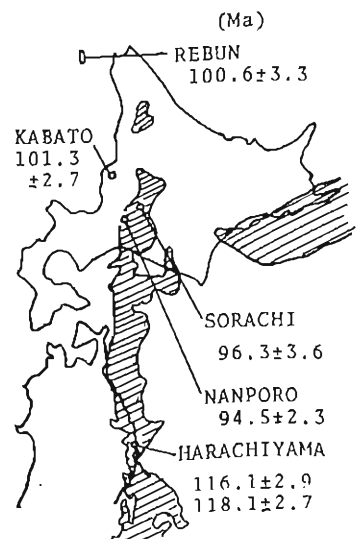 (Ma)
REBUN
100.6±3.3
KABATO
101.3
±2.7
SORACHI
96.3±3.6
NANPORO
94.5±2.3
HARACHIYAMA
116.1±2.9
118.1±2.7